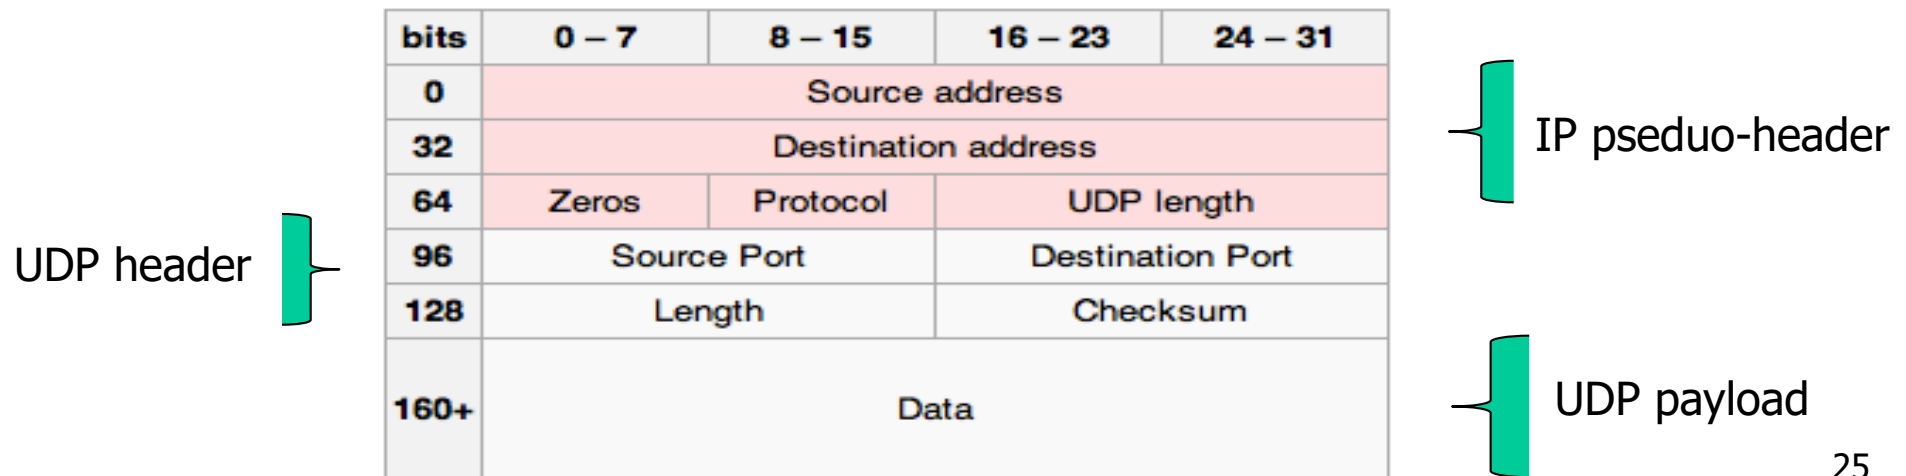 bits 0 – 7 8 – 15 16 – 23 24 – 31
0 Source address
32 Destination address
IP pseduo-header
64 Zeros Protocol UDP length
UDP header
96 Source Port Destination Port
128 Length Checksum
160+ Data
UDP payload
25